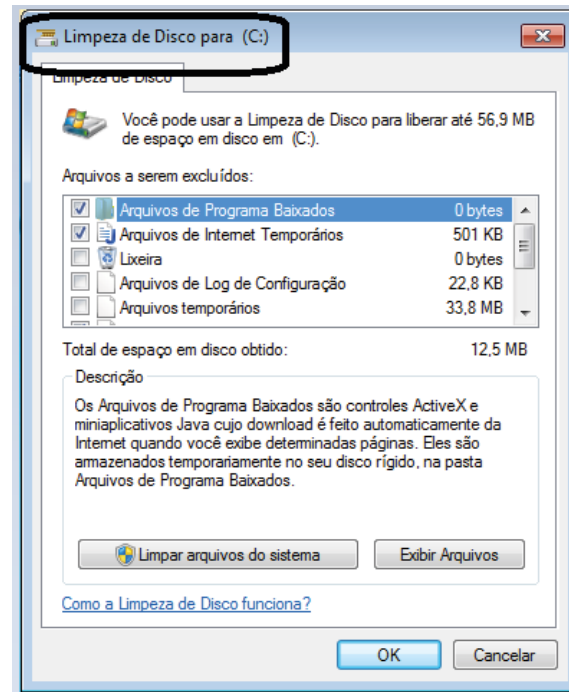 Limpeza de Disco para (C:)
Limpeza de Disco
Você pode usar a Limpeza de Disco para liberar até 56,9 MB
de espaço em disco em (C:).
Arquivos a serem excluídos:
Arquivos de Programa Baixados 0 bytes
Arquivos de Internet Temporários 501 KB
Lixeira 0 bytes
Arquivos de Log de Configuração 22,8 KB
Arquivos temporários 33,8 MB
Total de espaço em disco obtido: 12,5 MB
Descrição
Os Arquivos de Programa Baixados são controles ActiveX e
miniaplicativos Java cujo download é feito automaticamente da
Internet quando você exibe determinadas páginas. Eles são
armazenados temporariamente no seu disco rígido, na pasta
Arquivos de Programa Baixados.
Limpar arquivos do sistema Exibir Arquivos
Como a Limpeza de Disco funciona?
OK Cancelar